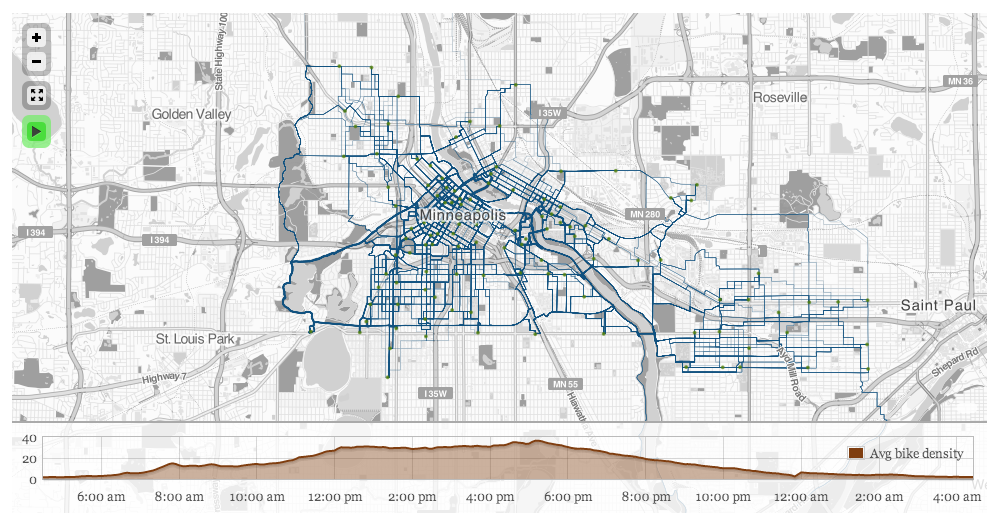 +
−
State Highway 100
Golden Valley
I 35W
MN 36
Roseville
Minneapolis
MN 280
I 394
I 394
Saint Paul
St. Louis Park
Highway 7
I 35W
MN 55
Ayd Mill Road
Shepard Rd
40
20
0
Avg bike density
6:00 am
8:00 am
10:00 am
12:00 pm
2:00 pm
4:00 pm
6:00 pm
8:00 pm
10:00 pm
12:00 am
2:00 am
4:00 am